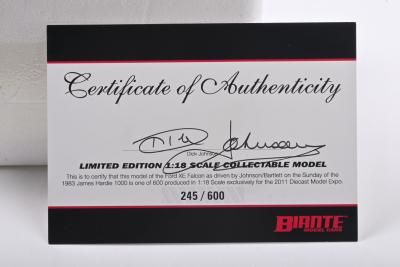 Certificate of Authenticity
Dick Johnson
Dick Johnson
LIMITED EDITION 1:18 SCALE COLLECTABLE MODEL
This is to certify that this model of the Ford XE Falcon as driven by Johnson/Bartlett on the Sunday of the
1983 James Hardie 1000 is one of 600 produced in 1:18 Scale exclusively for the 2011 Diecast Model Expo.
245 / 600
BIANTE
MODEL CARS